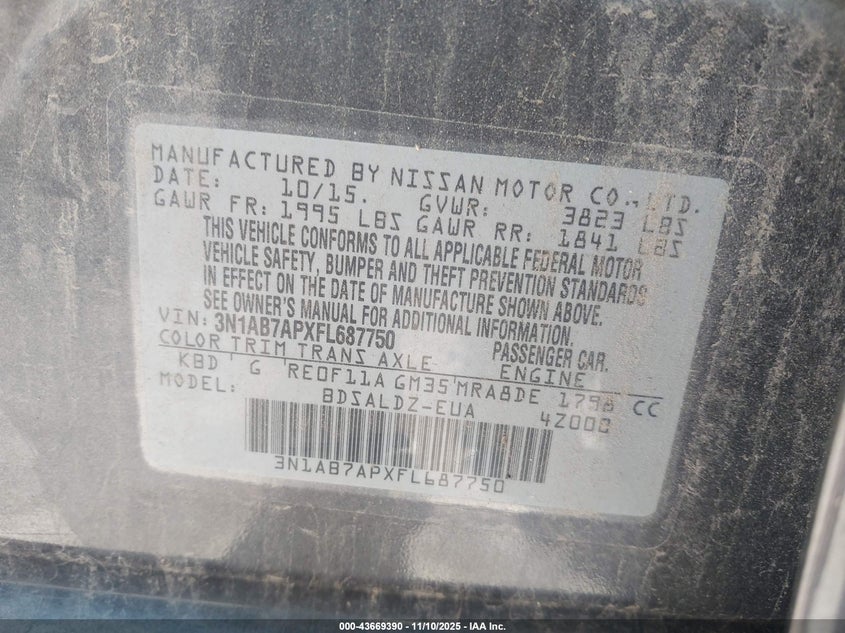 MANUFACTURED BY NISSAN MOTOR CO., LTD.
DATE: 10/15. GVWR: 3823 LBS
GAWR FR: 1995 LBS GAWR RR: 1841 LBS
THIS VEHICLE CONFORMS TO ALL APPLICABLE FEDERAL MOTOR
VEHICLE SAFETY, BUMPER AND THEFT PREVENTION STANDARDS
IN EFFECT ON THE DATE OF MANUFACTURE SHOWN ABOVE.
SEE OWNER'S MANUAL FOR ADDITIONAL INFORMATION.
VIN: 3N1AB7APXFL687750 PASSENGER CAR.
COLOR TRIM TRANS AXLE ENGINE
KBD G RE0F11A GM35 MRA8DE 1798 CC
MODEL: BDSALDZ-EUA 42000
3N1AB7APXFL687750
000-43669390 - 11/10/2025 - IAA Inc.